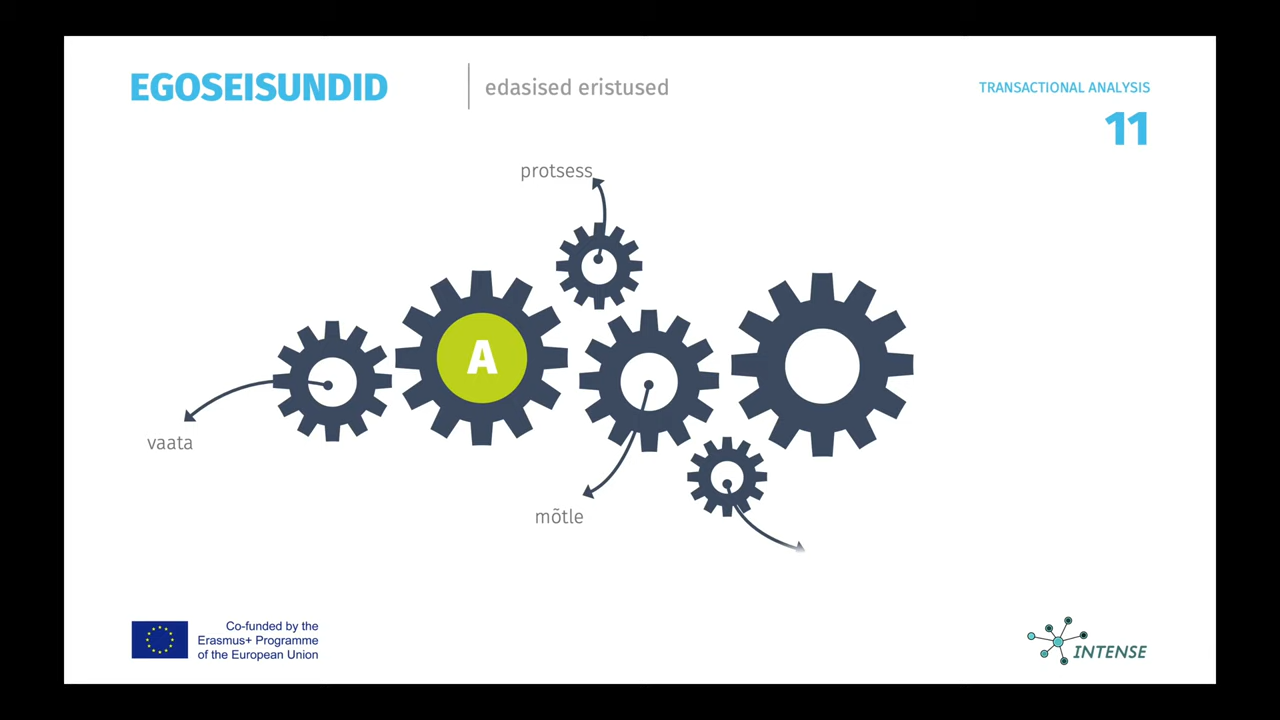 EGOSEISUNDID
edasised eristused
TRANSACTIONAL ANALYSIS
11
protsess
A
vaata
mõtle
Co-funded by the
Erasmus+ Programme
of the European Union
INTENSE